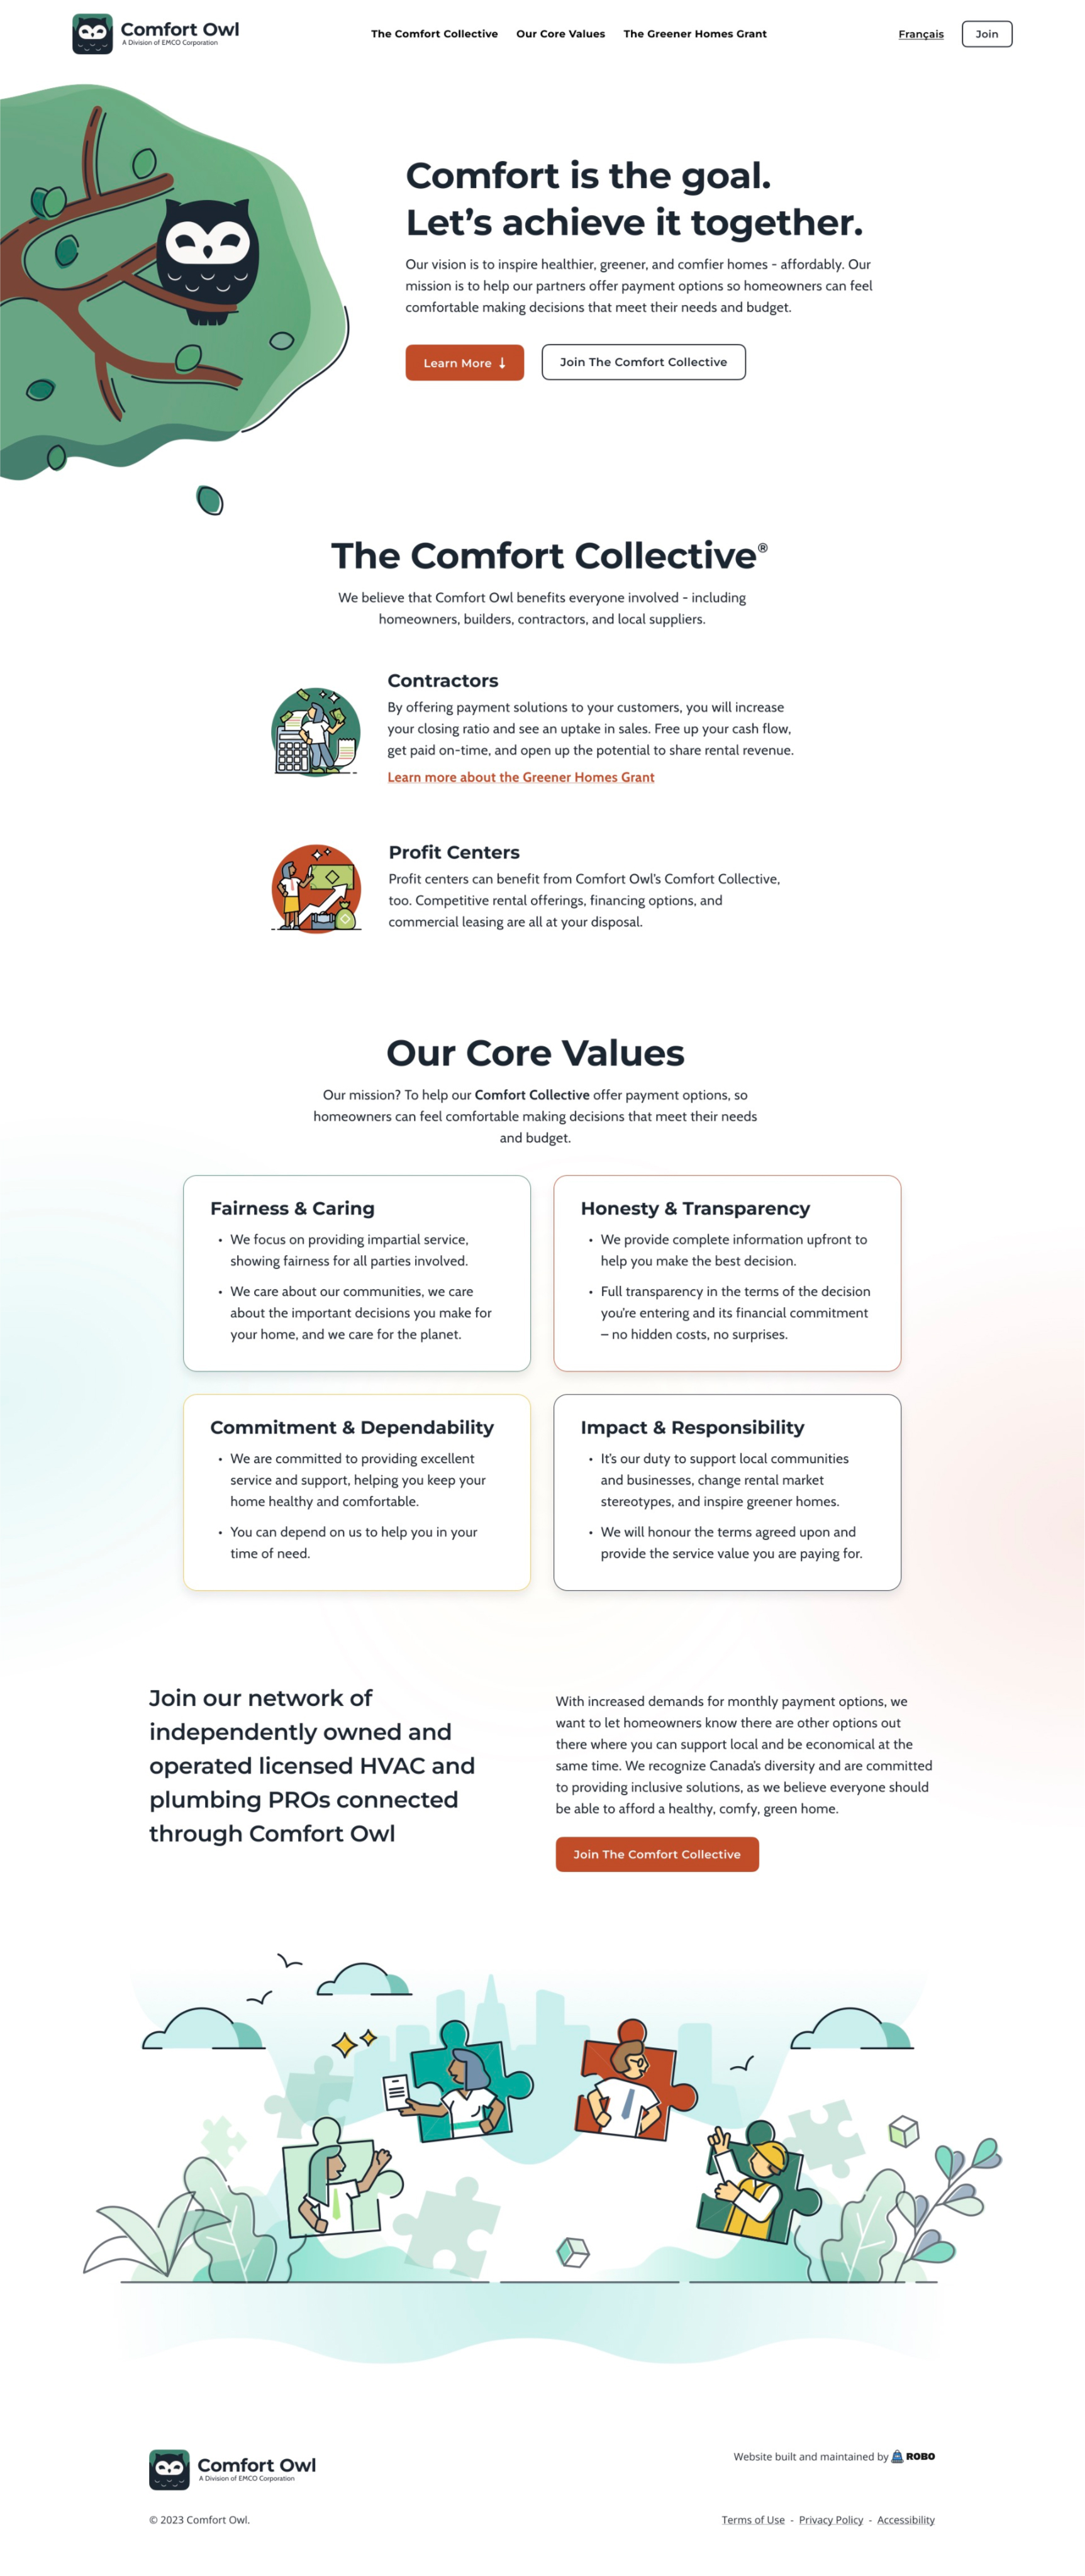 Comfort Owl
A Division of EMCO Corporation
The Comfort Collective
Our Core Values
The Greener Homes Grant
Français
Join
Comfort is the goal.
Let's achieve it together.
Our vision is to inspire healthier, greener, and comfier homes - affordably. Our
mission is to help our partners offer payment options so homeowners can feel
comfortable making decisions that meet their needs and budget.
Learn More ↓
Join The Comfort Collective
The Comfort Collective®
We believe that Comfort Owl benefits everyone involved - including
homeowners, builders, contractors, and local suppliers.
Contractors
By offering payment solutions to your customers, you will increase
your closing ratio and see an uptake in sales. Free up your cash flow,
get paid on-time, and open up the potential to share rental revenue.
Learn more about the Greener Homes Grant
Profit Centers
Profit centers can benefit from Comfort Owl's Comfort Collective,
too. Competitive rental offerings, financing options, and
commercial leasing are all at your disposal.
Our Core Values
Our mission? To help our Comfort Collective offer payment options, so
homeowners can feel comfortable making decisions that meet their needs
and budget.
Fairness & Caring
• We focus on providing impartial service,
showing fairness for all parties involved.
• We care about our communities, we care
about the important decisions you make for
your home, and we care for the planet.
Honesty & Transparency
• We provide complete information upfront to
help you make the best decision.
• Full transparency in the terms of the decision
you're entering and its financial commitment
– no hidden costs, no surprises.
Commitment & Dependability
• We are committed to providing excellent
service and support, helping you keep your
home healthy and comfortable.
• You can depend on us to help you in your
time of need.
Impact & Responsibility
• It's our duty to support local communities
and businesses, change rental market
stereotypes, and inspire greener homes.
• We will honour the terms agreed upon and
provide the service value you are paying for.
Join our network of
independently owned and
operated licensed HVAC and
plumbing PROs connected
through Comfort Owl
With increased demands for monthly payment options, we
want to let homeowners know there are other options out
there where you can support local and be economical at the
same time. We recognize Canada's diversity and are committed
to providing inclusive solutions, as we believe everyone should
be able to afford a healthy, comfy, green home.
Join The Comfort Collective
Comfort Owl
A Division of EMCO Corporation
Website built and maintained by ROBO
© 2023 Comfort Owl.
Terms of Use - Privacy Policy - Accessibility